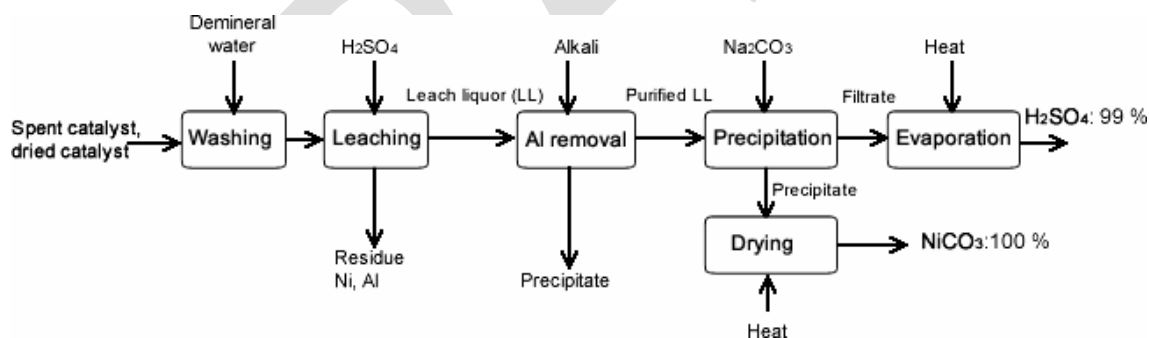 Demineral
water
H₂SO₄
Alkali
Na₂CO₃
Heat
Leach liquor (LL)
Purified LL
Filtrate
Spent catalyst,
dried catalyst
Washing
Leaching
Al removal
Precipitation
Evaporation
H₂SO₄: 99 %
Precipitate
Residue
Ni, Al
Precipitate
Drying
NiCO₃:100 %
Heat